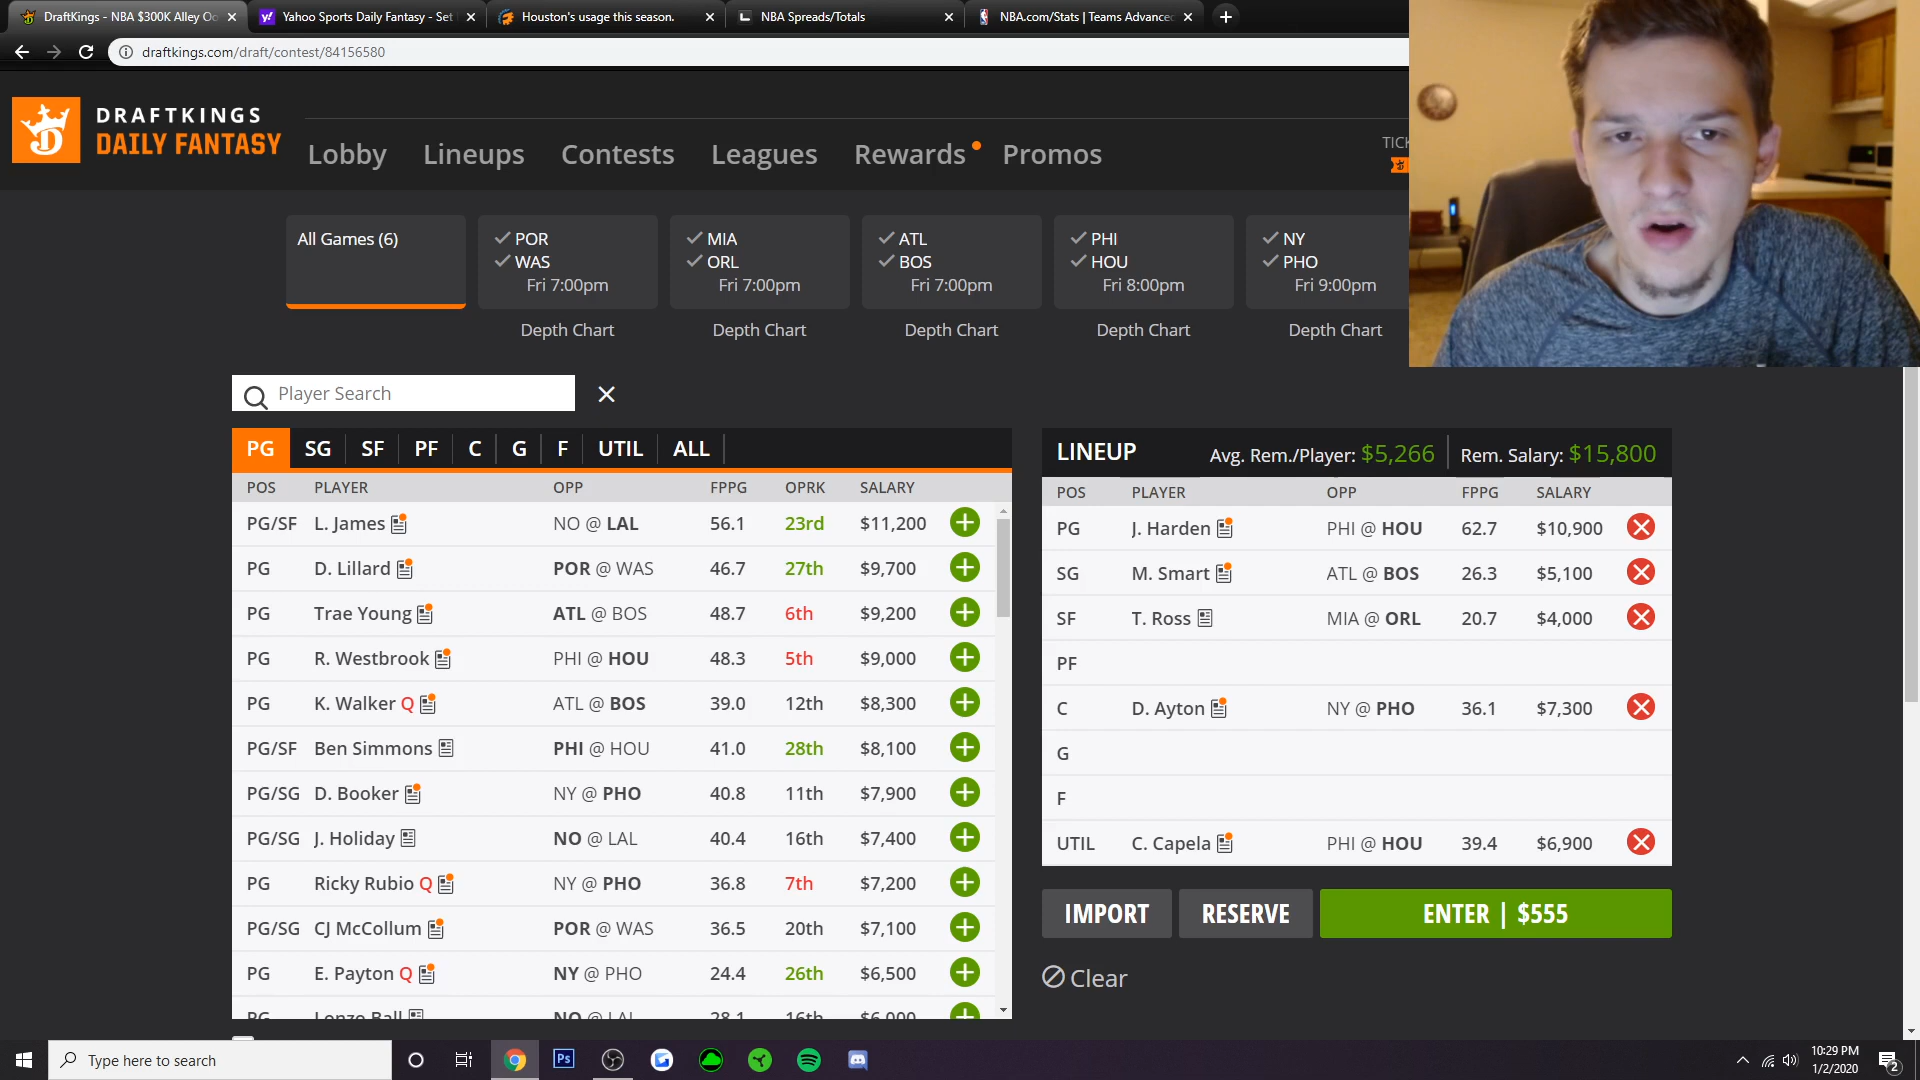 DraftKings - NBA $300K Alley Oo
Yahoo Sports Daily Fantasy - Set
Houston's usage this season.
NBA Spreads/Totals
NBA.com/Stats | Teams Advance
draftkings.com/draft/contest/84156580
DRAFTKINGS
DAILY FANTASY
Lobby Lineups Contests Leagues Rewards Promos
TICK
All Games (6)
POR
WAS
Fri 7:00pm
MIA
ORL
Fri 7:00pm
ATL
BOS
Fri 7:00pm
PHI
HOU
Fri 8:00pm
NY
PHO
Fri 9:00pm
Depth Chart Depth Chart Depth Chart Depth Chart Depth Chart
Player Search
PG SG SF PF C G F UTIL ALL
POS PLAYER OPP FPPG OPRK SALARY
PG/SF L. James NO @ LAL 56.1 23rd $11,200
PG D. Lillard POR @ WAS 46.7 27th $9,700
PG Trae Young ATL @ BOS 48.7 6th $9,200
PG R. Westbrook PHI @ HOU 48.3 5th $9,000
PG K. Walker Q ATL @ BOS 39.0 12th $8,300
PG/SF Ben Simmons PHI @ HOU 41.0 28th $8,100
PG/SG D. Booker NY @ PHO 40.8 11th $7,900
PG/SG J. Holiday NO @ LAL 40.4 16th $7,400
PG Ricky Rubio Q NY @ PHO 36.8 7th $7,200
PG/SG CJ McCollum POR @ WAS 36.5 20th $7,100
PG E. Payton Q NY @ PHO 24.4 26th $6,500
PG Lonzo Ball NO @ LAL 28.1 16th $6,000
LINEUP Avg. Rem./Player: $5,266 Rem. Salary: $15,800
POS PLAYER OPP FPPG SALARY
PG J. Harden PHI @ HOU 62.7 $10,900
SG M. Smart ATL @ BOS 26.3 $5,100
SF T. Ross MIA @ ORL 20.7 $4,000
PF
C D. Ayton NY @ PHO 36.1 $7,300
G
F
UTIL C. Capela PHI @ HOU 39.4 $6,900
IMPORT RESERVE ENTER | $555
Clear
Type here to search
Ps
10:29 PM
1/2/2020
2